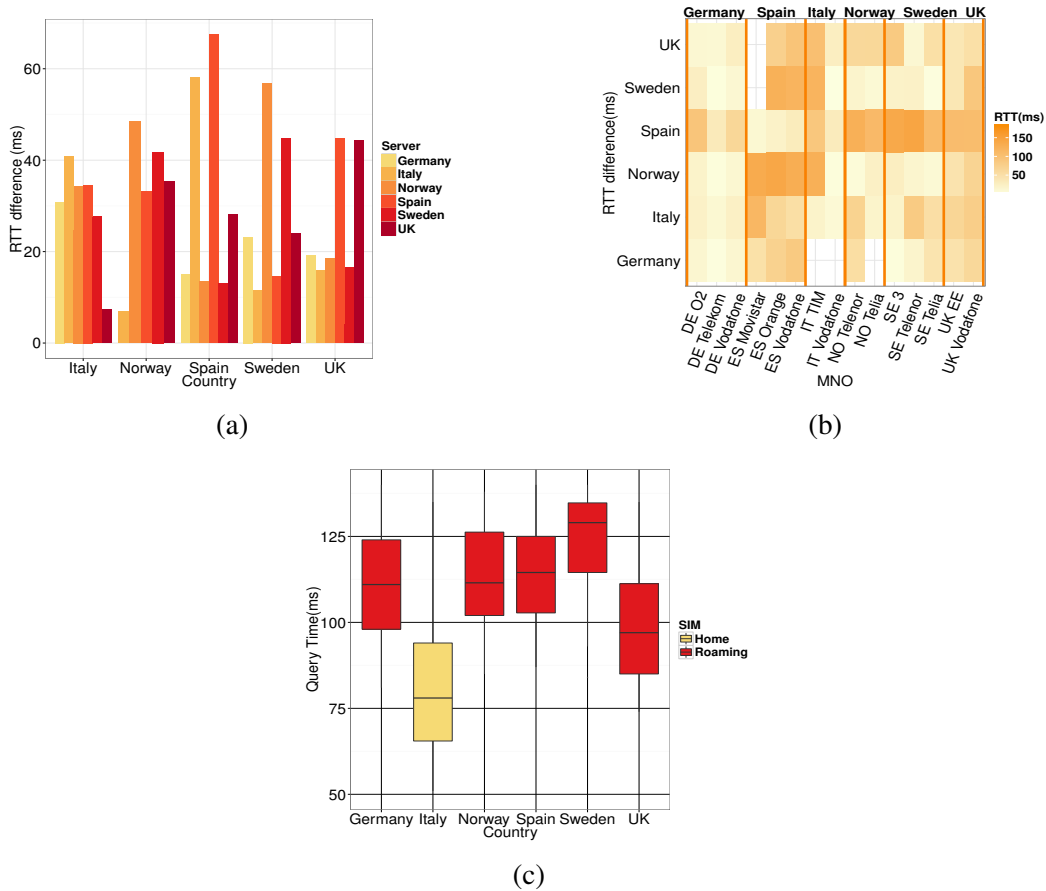 60
40
20
0
RTT dfference (ms)
Italy
Norway
Spain
Sweden
UK
Country
Server
Germany
Italy
Norway
Spain
Sweden
UK
(a)
Germany Spain Italy Norway Sweden UK
UK
Sweden
Spain
Norway
Italy
Germany
RTT difference(ms)
DE O2
DE Telekom
DE Vodafone
ES Movistar
ES Orange
ES Vodafone
IT TIM
IT Vodafone
NO Telenor
NO Telia
SE 3
SE Telenor
SE Telia
UK EE
UK Vodafone
MNO
RTT(ms)
150
100
50
(b)
125
100
75
50
Query Time(ms)
Germany
Italy
Norway
Spain
Sweden
UK
Country
SIM
Home
Roaming
(c)